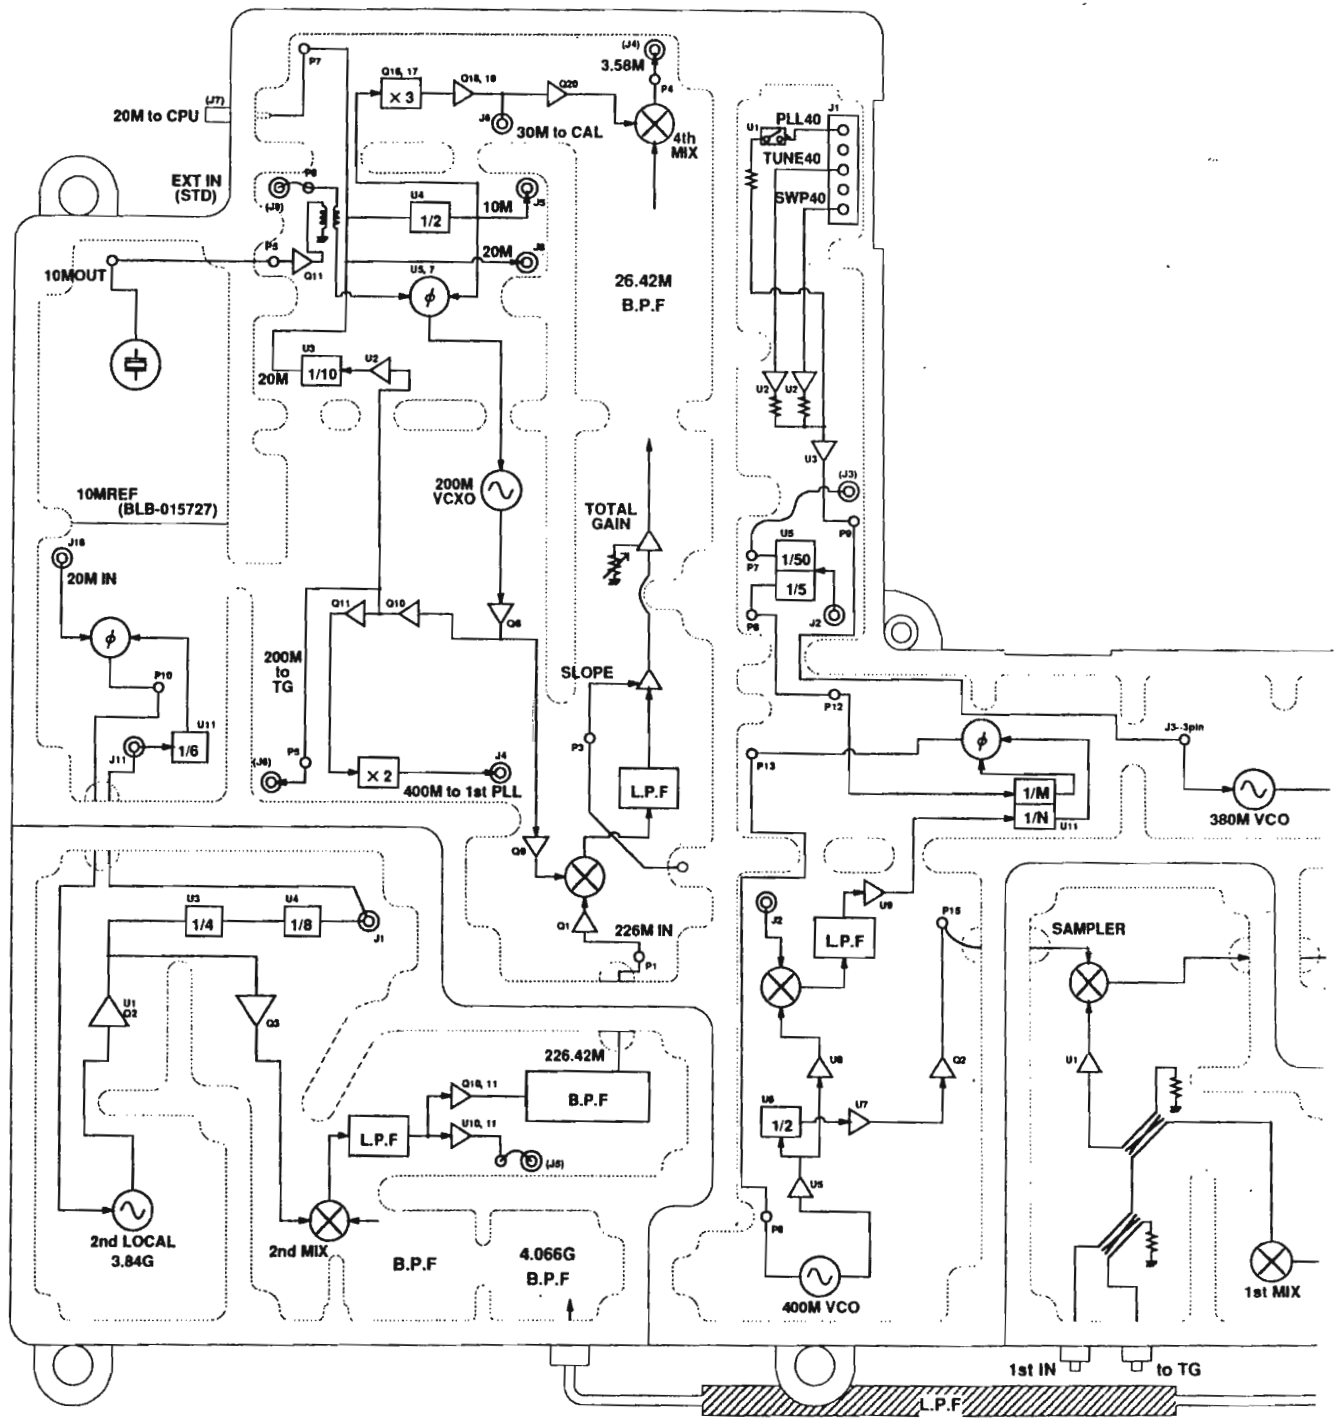 (J4)
3.58M
P4
P7
Q16, 17
× 3
Q18, 19
Q20
(J7)
20M to CPU
J6
30M to CAL
4th
MIX
PLL40
J1
U1
TUNE40
SWP40
EXT IN
(STD)
P6
(J9)
U4
1/2
10M
J5
P5
10MOUT
Q11
20M
J8
U5, 7
ϕ
26.42M
B.P.F
U3
1/10
20M
U2
U2
U2
U3
(J3)
200M
VCXO
TOTAL
GAIN
10MREF
(BLB-015727)
P9
U5
1/50
1/5
P7
P6
J2
J16
20M IN
ϕ
Q11
Q10
Q6
P10
200M
to
TG
SLOPE
U11
1/6
J11
P12
J3--3pin
P3
(J6)
P5
× 2
J4
400M to 1st PLL
L.P.F
P13
ϕ
1/M
1/N
U11
380M VCO
Q9
U9
J2
L.P.F
P15
SAMPLER
U3
1/4
U4
1/8
J1
Q1
226M IN
P1
U1
Q2
Q3
226.42M
Q10, 11
B.P.F
U10, 11
L.P.F
(J5)
U8
Q2
U1
U6
1/2
U7
U5
P8
2nd LOCAL
3.84G
2nd MIX
B.P.F
4.066G
B.P.F
400M VCO
1st MIX
1st IN
to TG
L.P.F